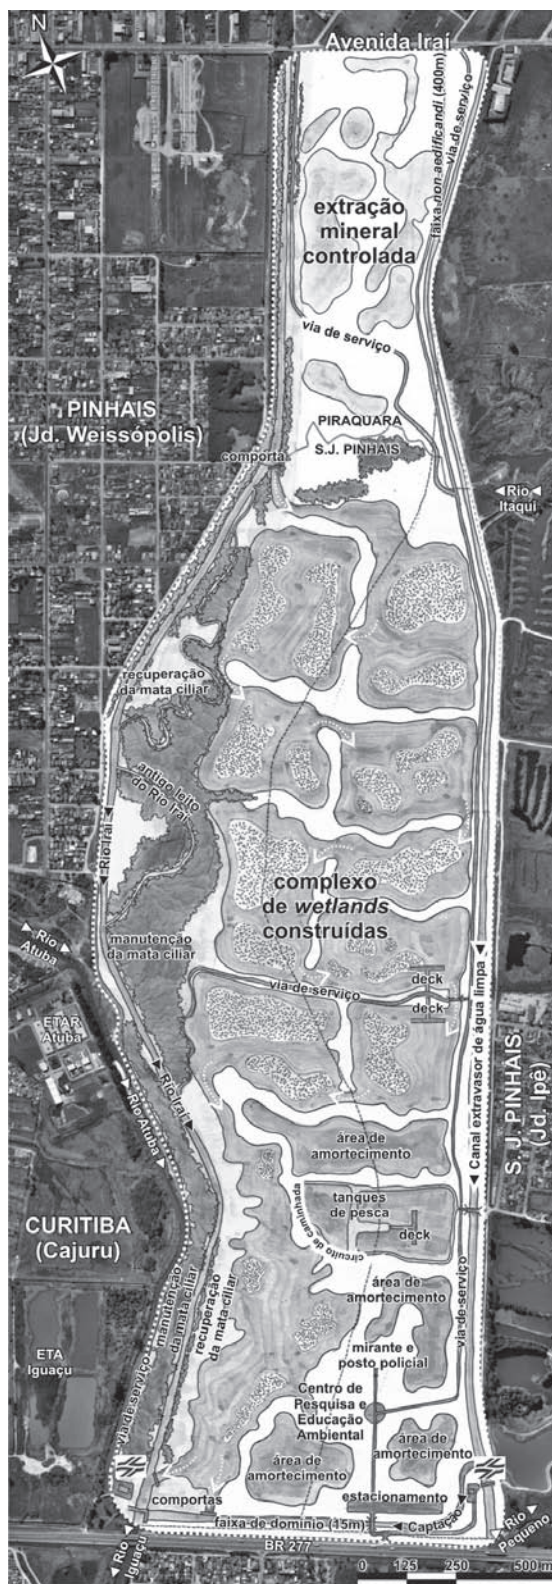 N
Avenida Iraí
faixa non aedificandi (400m)
via de serviço
extração
mineral
controlada
via de serviço
PINHAIS
(Jd. Weissópolis)
PIRAQUARA
S.J. PINHAIS
comporta
◄Rio◄
Itaqui
recuperação
da mata ciliar
antigo leito
do Rio Iraí
Rio Iraí
complexo
de wetlands
construídas
manutenção
da mata ciliar
Rio
Atuba
via de serviço
deck
deck
ETAR
Atuba
Canal extravasor de água limpa
S.J. PINHAIS
(Jd. Ipê)
Rio Iraí
Rio Atuba
área de
amortecimento
tanques
de pesca
deck
circuito de caminhada
CURITIBA
(Cajuru)
manutenção
da mata ciliar
recuperação
da mata ciliar
área de
amortecimento
via de serviço
mirante e
posto policial
ETA
Iguaçu
via de serviço
Centro de
Pesquisa e
Educação
Ambiental
área de
amortecimento
área de
amortecimento
comportas
estacionamento
Captação
faixa de domínio (15m)
Rio
Pequeno
Rio
Iguaçu
BR 277
0 125 250 500 m